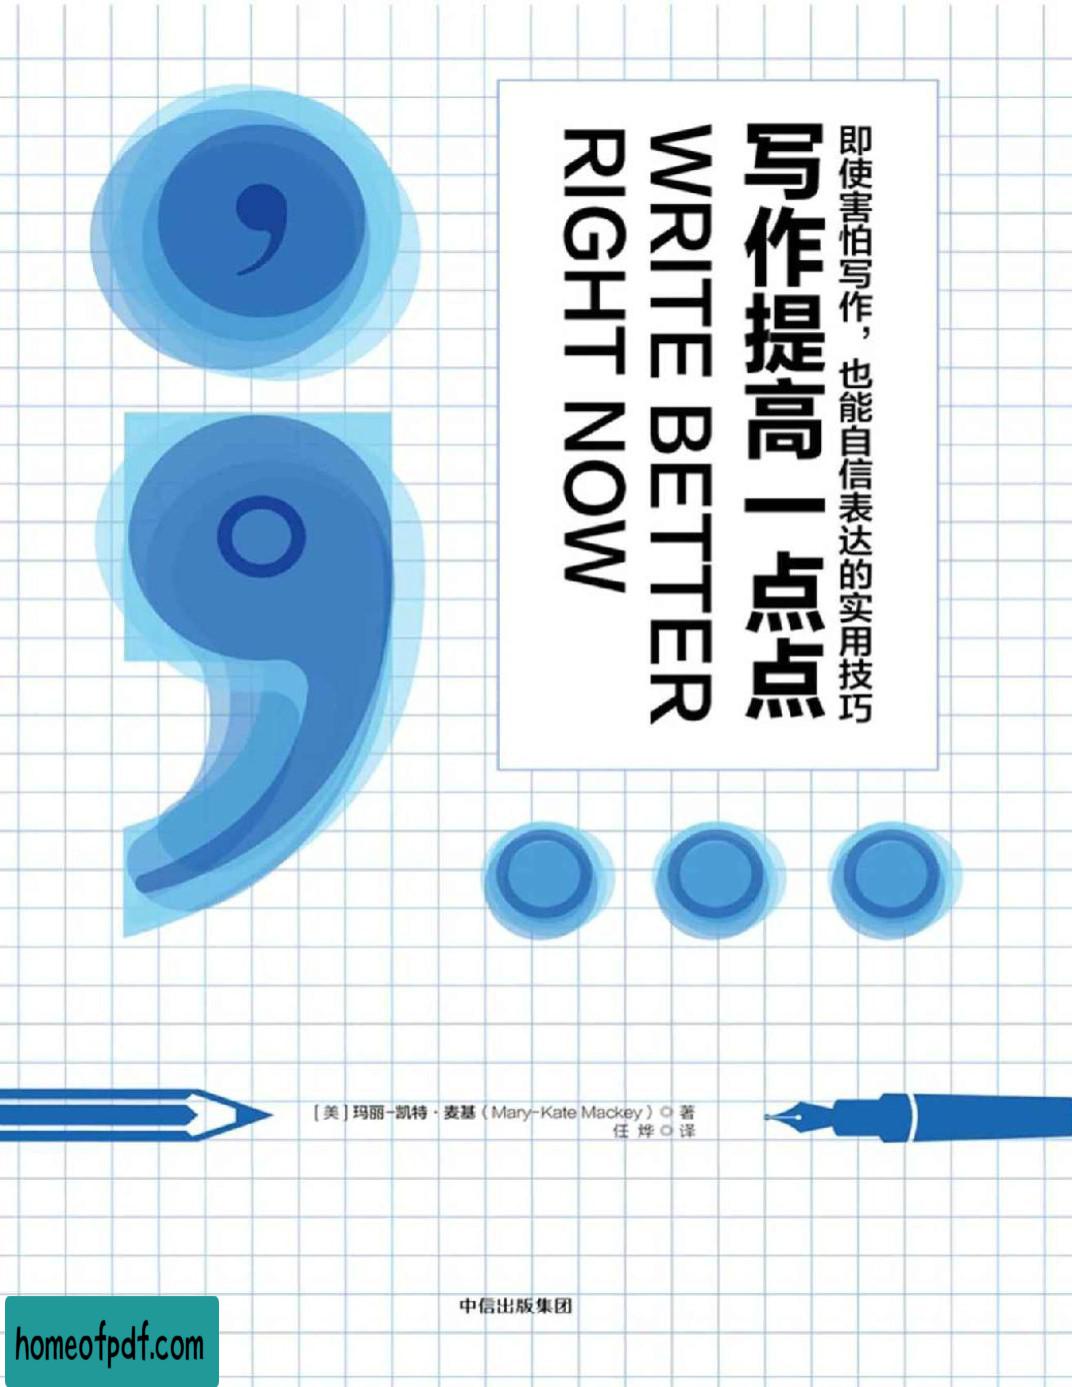 即使害怕写作，也能自信表达的实用技巧
写作提高一点点
WRITE BETTER
RIGHT NOW
[美]玛丽-凯特·麦基（Mary-Kate Mackey）◎著
任 烨◎译
中信出版集团
homeofpdf.com